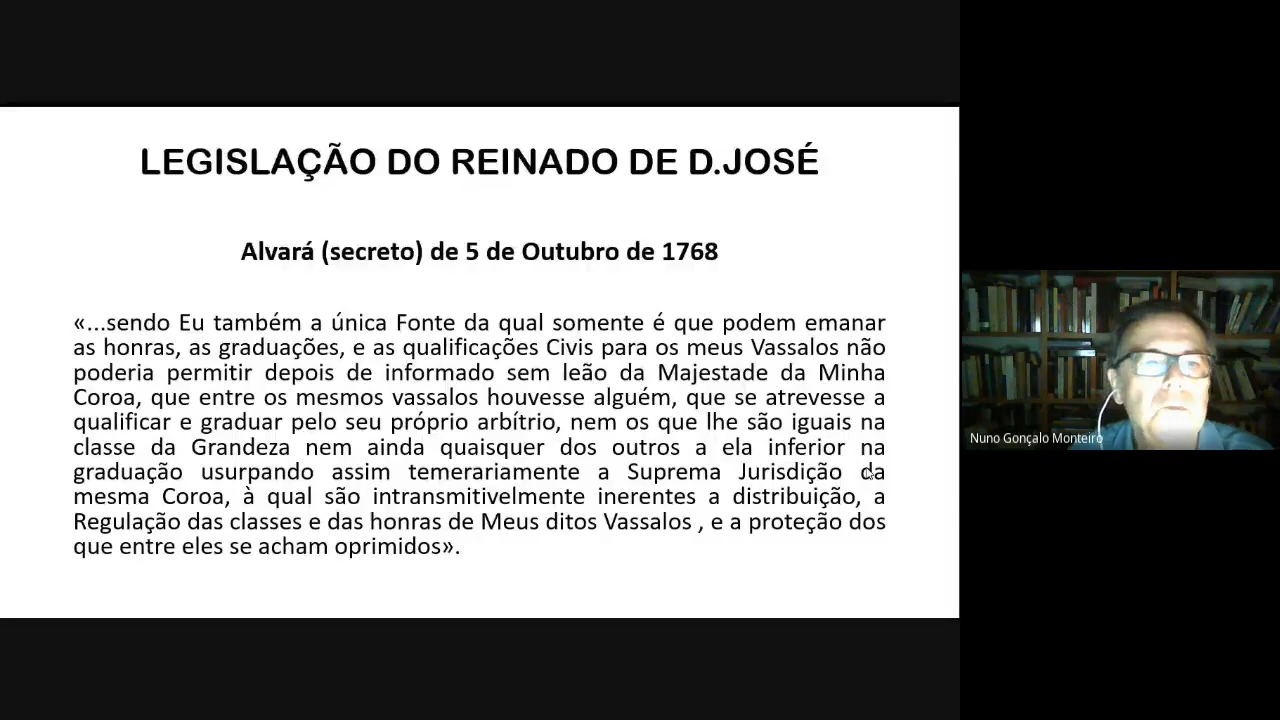 LEGISLAÇÃO DO REINADO DE D.JOSÉ
Alvará (secreto) de 5 de Outubro de 1768
«...sendo Eu também a única Fonte da qual somente é que podem emanar
as honras, as graduações, e as qualificações Civis para os meus Vassalos não
poderia permitir depois de informado sem leão da Majestade da Minha
Coroa, que entre os mesmos vassalos houvesse alguém, que se atrevesse a
qualificar e graduar pelo seu próprio arbítrio, nem os que lhe são iguais na
classe da Grandeza nem ainda quaisquer dos outros a ela inferior na
graduação usurpando assim temerariamente a Suprema Jurisdição da
mesma Coroa, à qual são intransmitivelmente inerentes a distribuição, a
Regulação das classes e das honras de Meus ditos Vassalos , e a proteção dos
que entre eles se acham oprimidos».
Nuno Gonçalo Monteiro